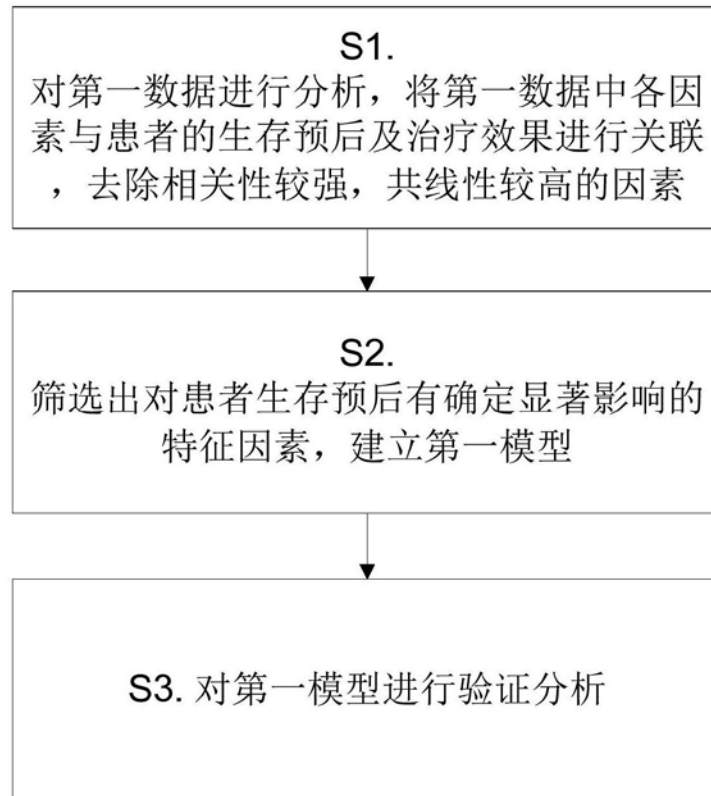 S1.
对第一数据进行分析，将第一数据中各因
素与患者的生存预后及治疗效果进行关联
，去除相关性较强，共线性较高的因素
S2.
筛选出对患者生存预后有确定显著影响的
特征因素，建立第一模型
S3. 对第一模型进行验证分析